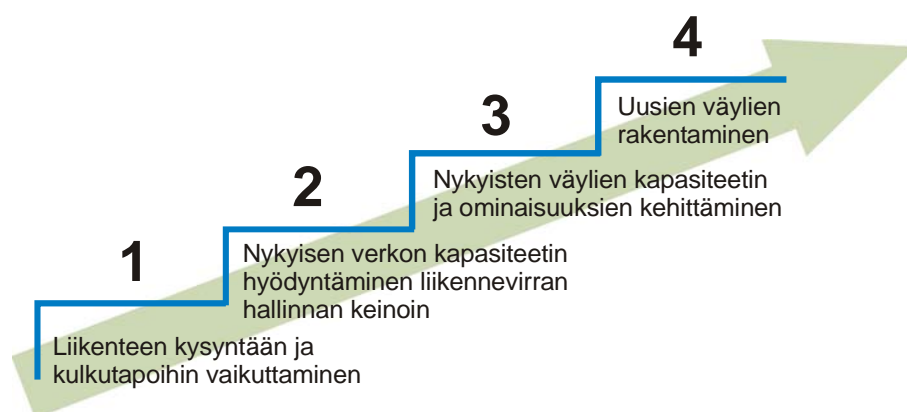 1
Liikenteen kysyntään ja
kulkutapoihin vaikuttaminen
2
Nykyisen verkon kapasiteetin
hyödyntäminen liikennevirran
hallinnan keinoin
3
Nykyisten väylien kapasiteetin
ja ominaisuuksien kehittäminen
4
Uusien väylien
rakentaminen